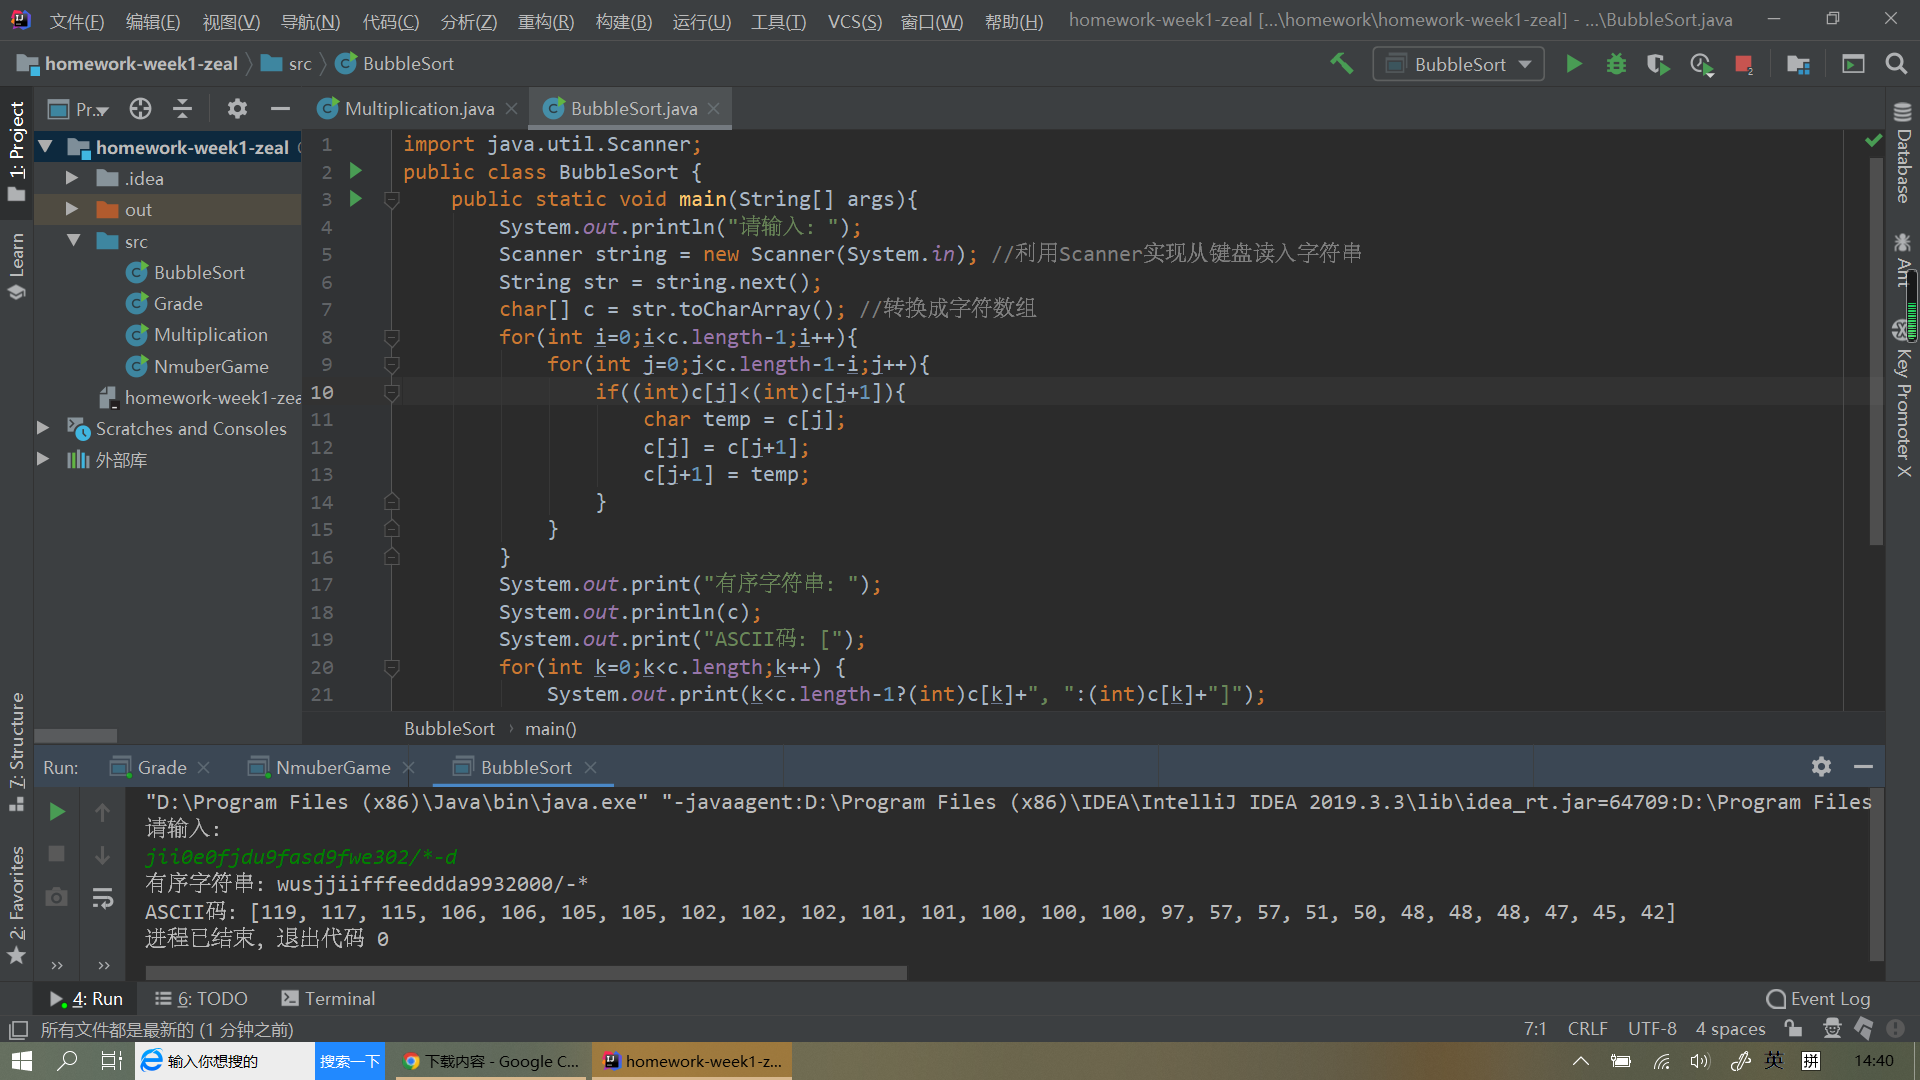 文件(F) 编辑(E) 视图(V) 导航(N) 代码(C) 分析(Z) 重构(R) 构建(B) 运行(U) 工具(T) VCS(S) 窗口(W) 帮助(H) homework-week1-zeal [...\homework\homework-week1-zeal] - ...\BubbleSort.java
homework-week1-zeal src BubbleSort
BubbleSort
2
1: Project
Learn
7: Structure
2: Favorites
Pr...
homework-week1-zeal
.idea
out
src
BubbleSort
Grade
Multiplication
NmuberGame
homework-week1-zea
Scratches and Consoles
外部库
Multiplication.java
BubbleSort.java
1 import java.util.Scanner;
2 public class BubbleSort {
3 public static void main(String[] args){
4 System.out.println("请输入: ");
5 Scanner string = new Scanner(System.in); //利用Scanner实现从键盘读入字符串
6 String str = string.next();
7 char[] c = str.toCharArray(); //转换成字符数组
8 for(int i=0;i<c.length-1;i++){
9 for(int j=0;j<c.length-1-i;j++){
10 if((int)c[j]<(int)c[j+1]){
11 char temp = c[j];
12 c[j] = c[j+1];
13 c[j+1] = temp;
14 }
15 }
16 }
17 System.out.print("有序字符串: ");
18 System.out.println(c);
19 System.out.print("ASCII码: [");
20 for(int k=0;k<c.length;k++) {
21 System.out.print(k<c.length-1?(int)c[k]+", ":(int)c[k]+"]");
BubbleSort › main()
Database
Ant
Key Promoter X
Run: Grade NmuberGame BubbleSort
"D:\Program Files (x86)\Java\bin\java.exe" "-javaagent:D:\Program Files (x86)\IDEA\IntelliJ IDEA 2019.3.3\lib\idea_rt.jar=64709:D:\Program Files
请输入:
jii0e0fjdu9fasd9fwe302/*-d
有序字符串: wusjjiifffeeddda9932000/-*
ASCII码: [119, 117, 115, 106, 106, 105, 105, 102, 102, 102, 101, 101, 100, 100, 100, 97, 57, 57, 51, 50, 48, 48, 48, 47, 45, 42]
进程已结束, 退出代码 0
4: Run 6: TODO Terminal Event Log
所有文件都是最新的 (1 分钟之前) 7:1 CRLF UTF-8 4 spaces
输入你想搜的 搜索一下 下载内容 - Google C... homework-week1-z... 英 拼 14:40